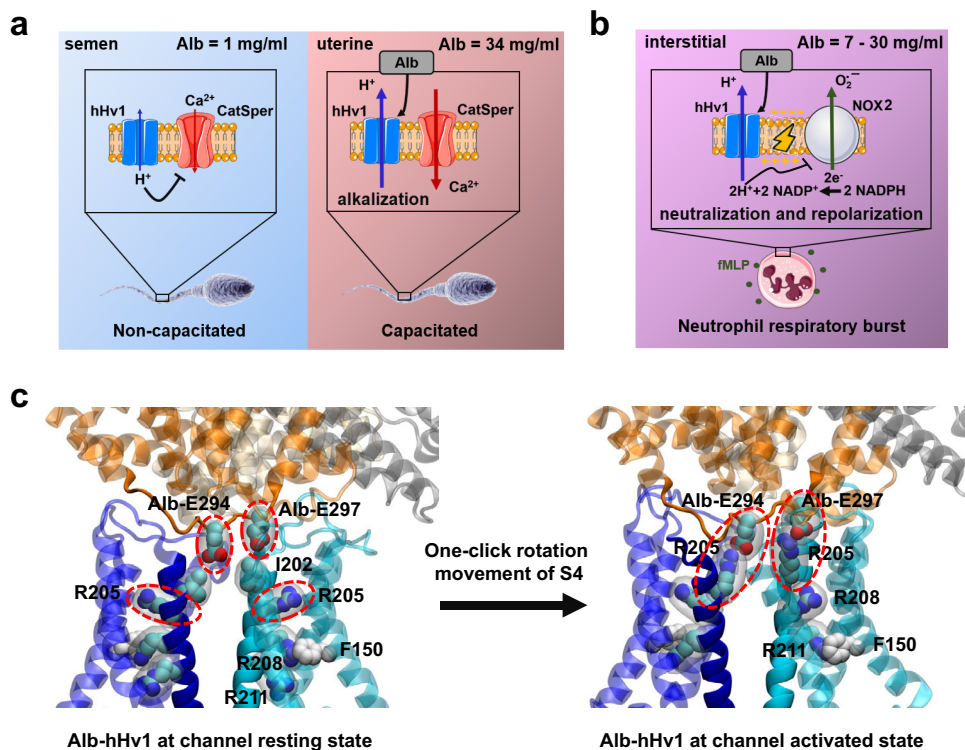 a
semen
Alb = 1 mg/ml
hHv1
Ca²⁺
CatSper
H⁺
Non-capacitated
uterine
Alb = 34 mg/ml
Alb
H⁺
hHv1
CatSper
Ca²⁺
alkalization
Capacitated
b
interstitial
Alb = 7 - 30 mg/ml
Alb
H⁺
O₂·⁻
hHv1
NOX2
2e⁻
2H⁺+2 NADP⁺
2 NADPH
neutralization and repolarization
fMLP
Neutrophil respiratory burst
c
Alb-E294
Alb-E297
I202
R205
R205
F150
R208
R211
Alb-hHv1 at channel resting state
One-click rotation
movement of S4
Alb-E294
Alb-E297
R205
R205
R208
R211
F150
Alb-hHv1 at channel activated state